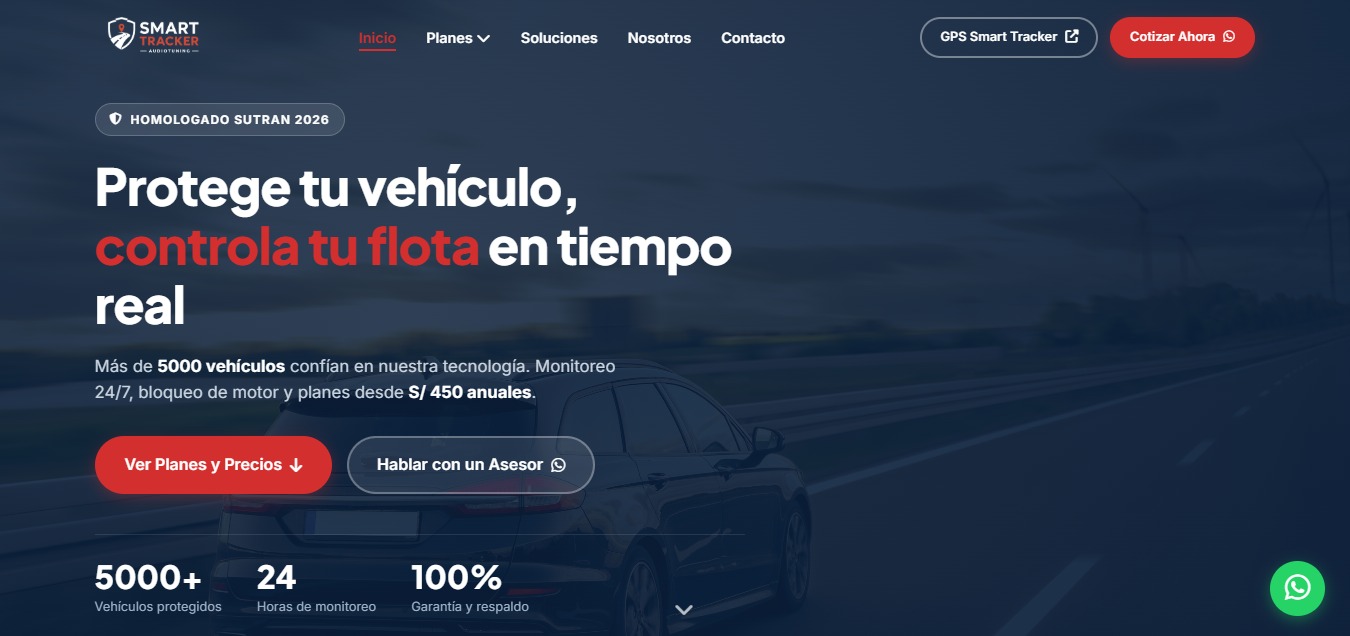 SMART
TRACKER
AUDIOTUNING
Inicio
Planes
Soluciones
Nosotros
Contacto
GPS Smart Tracker
Cotizar Ahora
HOMOLOGADO SUTRAN 2026
Protege tu vehículo,
controla tu flota en tiempo
real
Más de 5000 vehículos confían en nuestra tecnología. Monitoreo
24/7, bloqueo de motor y planes desde S/ 450 anuales.
Ver Planes y Precios
Hablar con un Asesor
5000+
24
100%
Vehículos protegidos
Horas de monitoreo
Garantía y respaldo